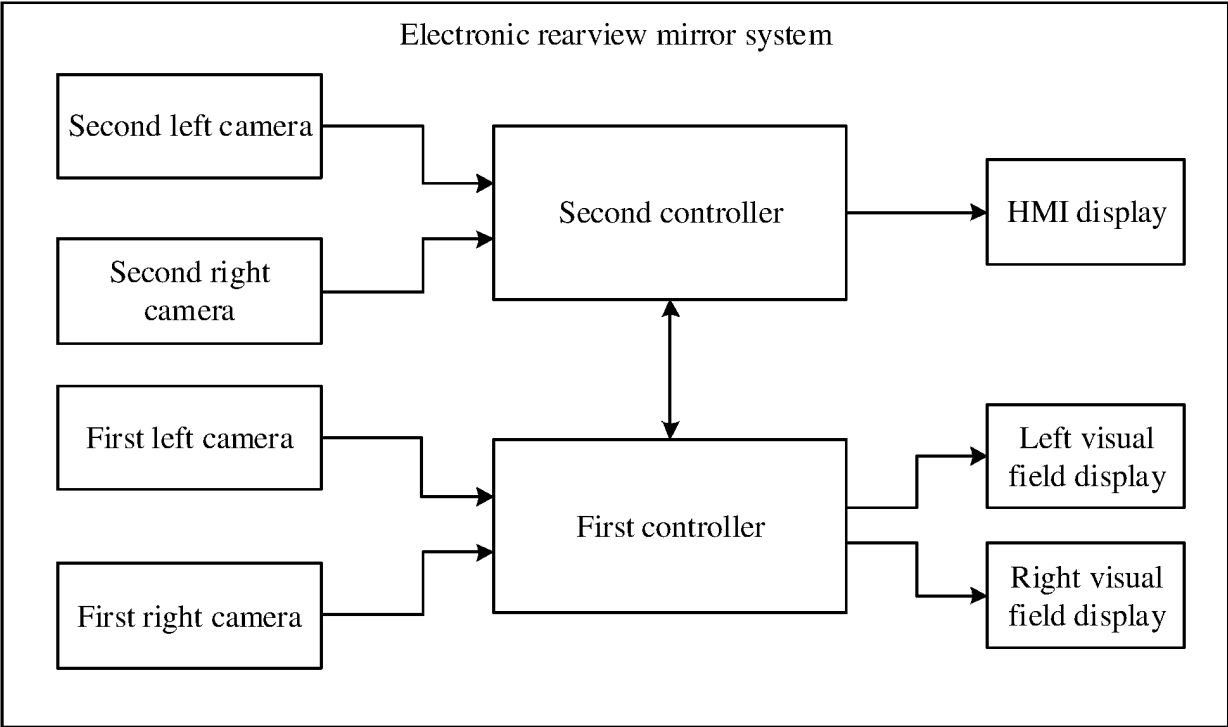 Electronic rearview mirror system
Second left camera
Second controller
HMI display
Second right
camera
First left camera
First controller
Left visual
field display
Right visual
field display
First right camera